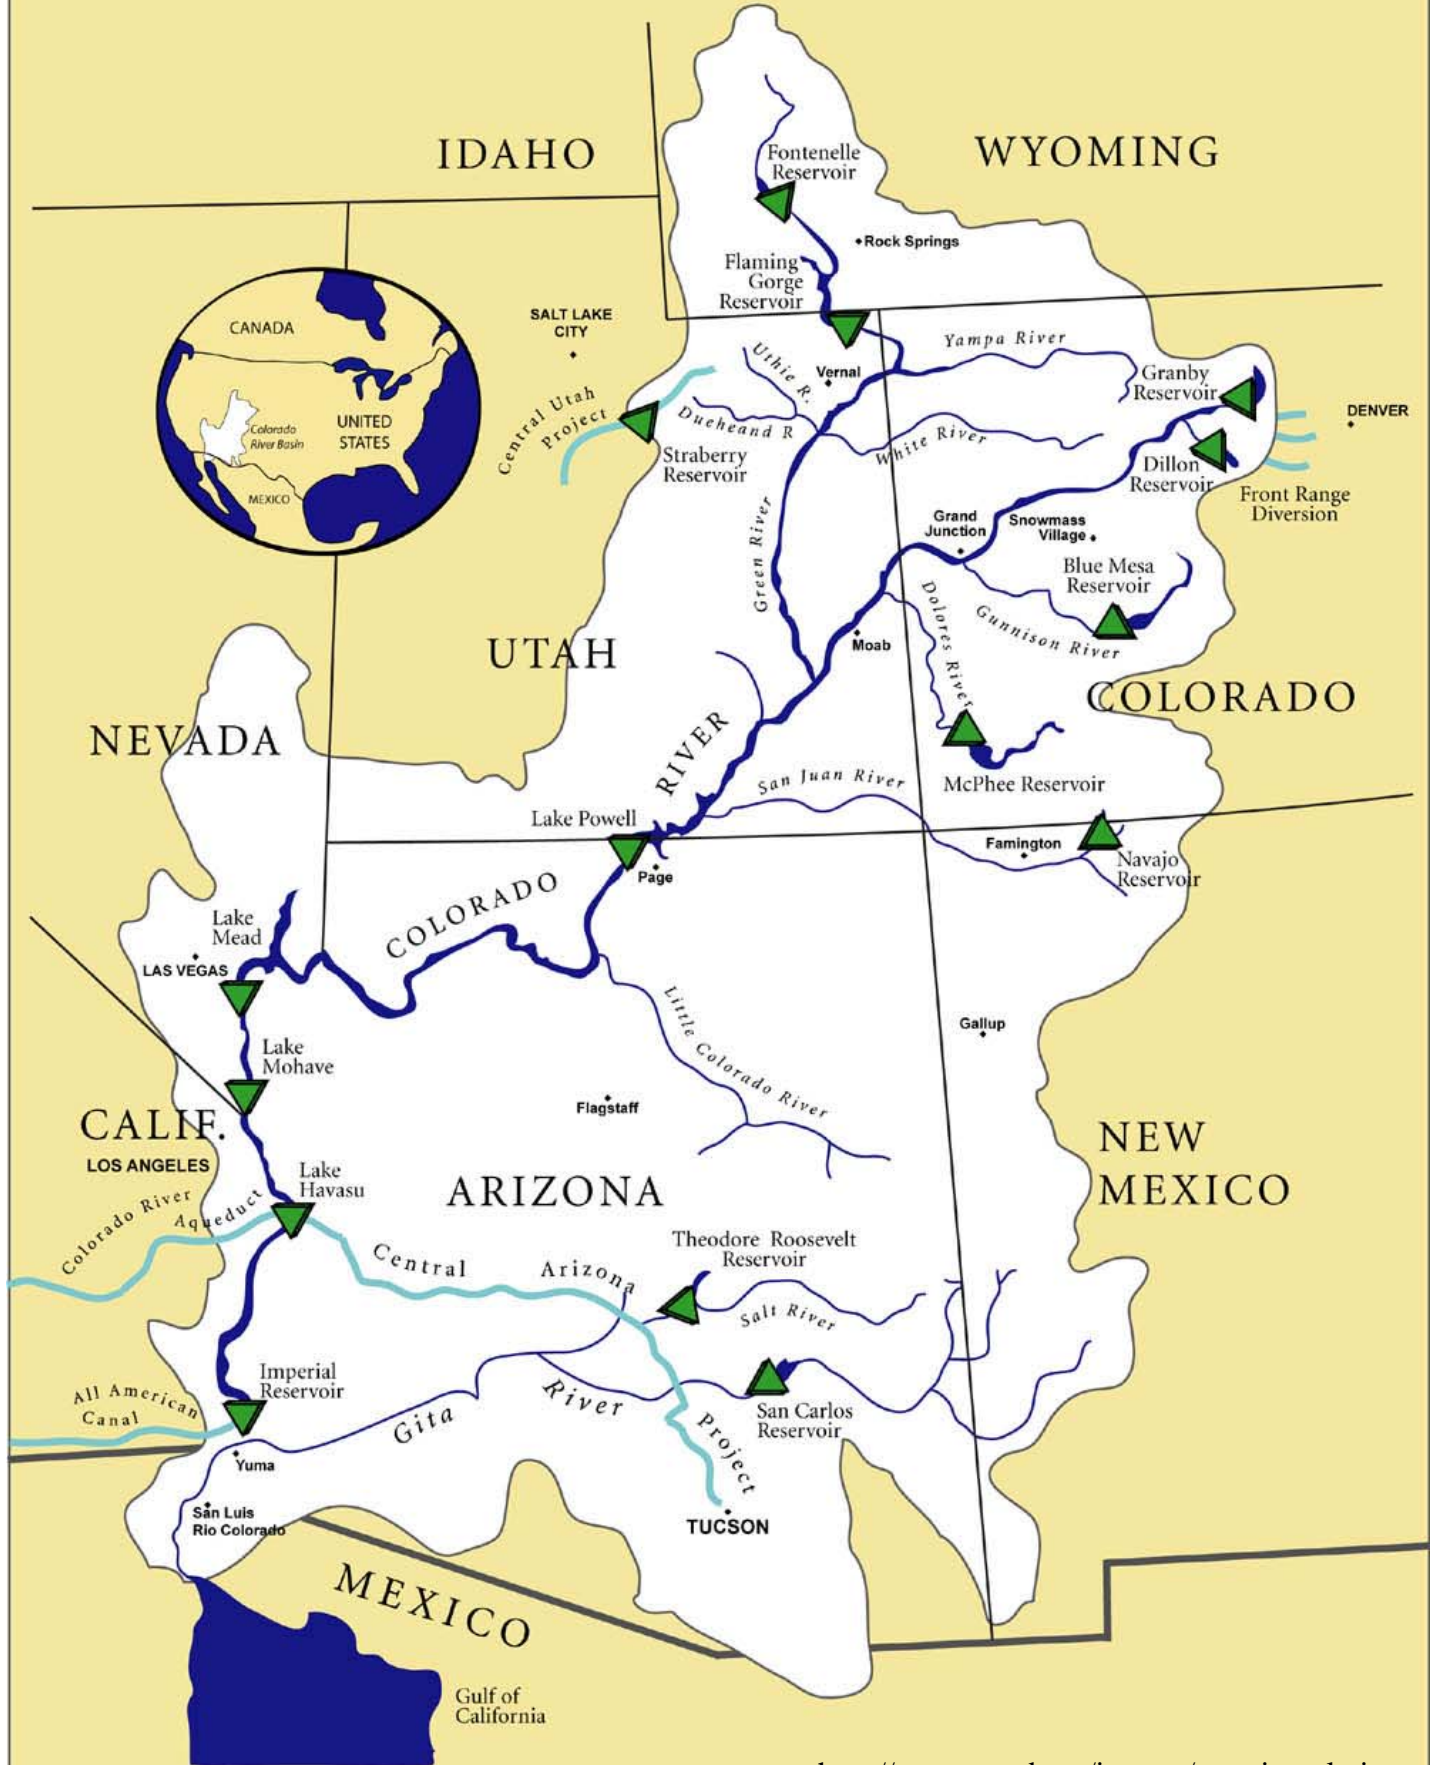 IDAHO
WYOMING
Fontenelle
Reservoir
Rock Springs
Flaming
Gorge
Reservoir
SALT LAKE
CITY
CANADA
UNITED
STATES
Colorado
River Basin
MEXICO
Yampa River
Uthie R.
Vernal
Granby
Reservoir
DENVER
Central Utah
Project
Dueheand R
White River
Straberry
Reservoir
Dillon
Reservoir
Front Range
Diversion
Green River
Grand
Junction
Snowmass
Village
Blue Mesa
Reservoir
Dolores River
Gunnison River
UTAH
Moab
COLORADO
NEVADA
RIVER
San Juan River
McPhee Reservoir
Lake Powell
Page
Famington
Navajo
Reservoir
COLORADO
Lake
Mead
LAS VEGAS
Little Colorado River
Gallup
Lake
Mohave
Flagstaff
CALIF.
LOS ANGELES
NEW
MEXICO
Lake
Havasu
ARIZONA
Colorado River
Aqueduct
Central Arizona
Project
Theodore Roosevelt
Reservoir
Salt River
Imperial
Reservoir
All American
Canal
Gita River
San Carlos
Reservoir
Yuma
San Luis
Rio Colorado
TUCSON
MEXICO
Gulf of
California